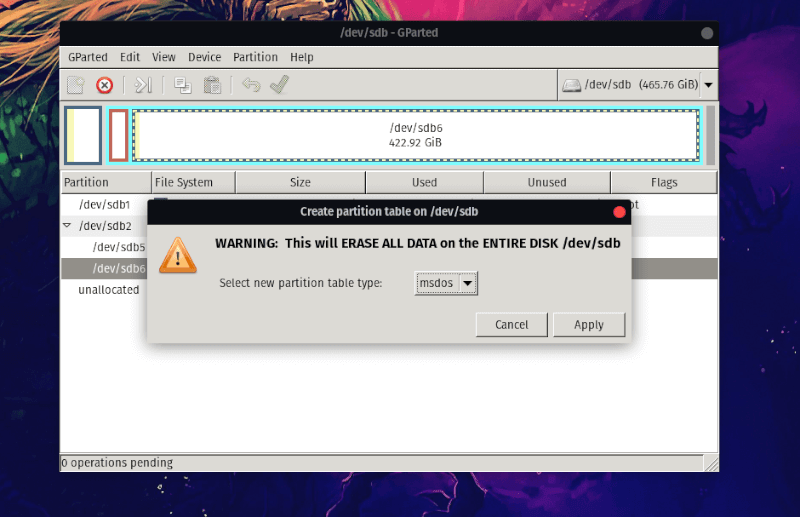 /dev/sdb - GParted
GParted Edit View Device Partition Help
/dev/sdb (465.76 GiB)
/dev/sdb6
422.92 GiB
Partition File System Size Used Unused Flags
/dev/sdb1
/dev/sdb2
/dev/sdb5
/dev/sdb6
unallocated
Create partition table on /dev/sdb
WARNING: This will ERASE ALL DATA on the ENTIRE DISK /dev/sdb
Select new partition table type: msdos
Cancel Apply
0 operations pending